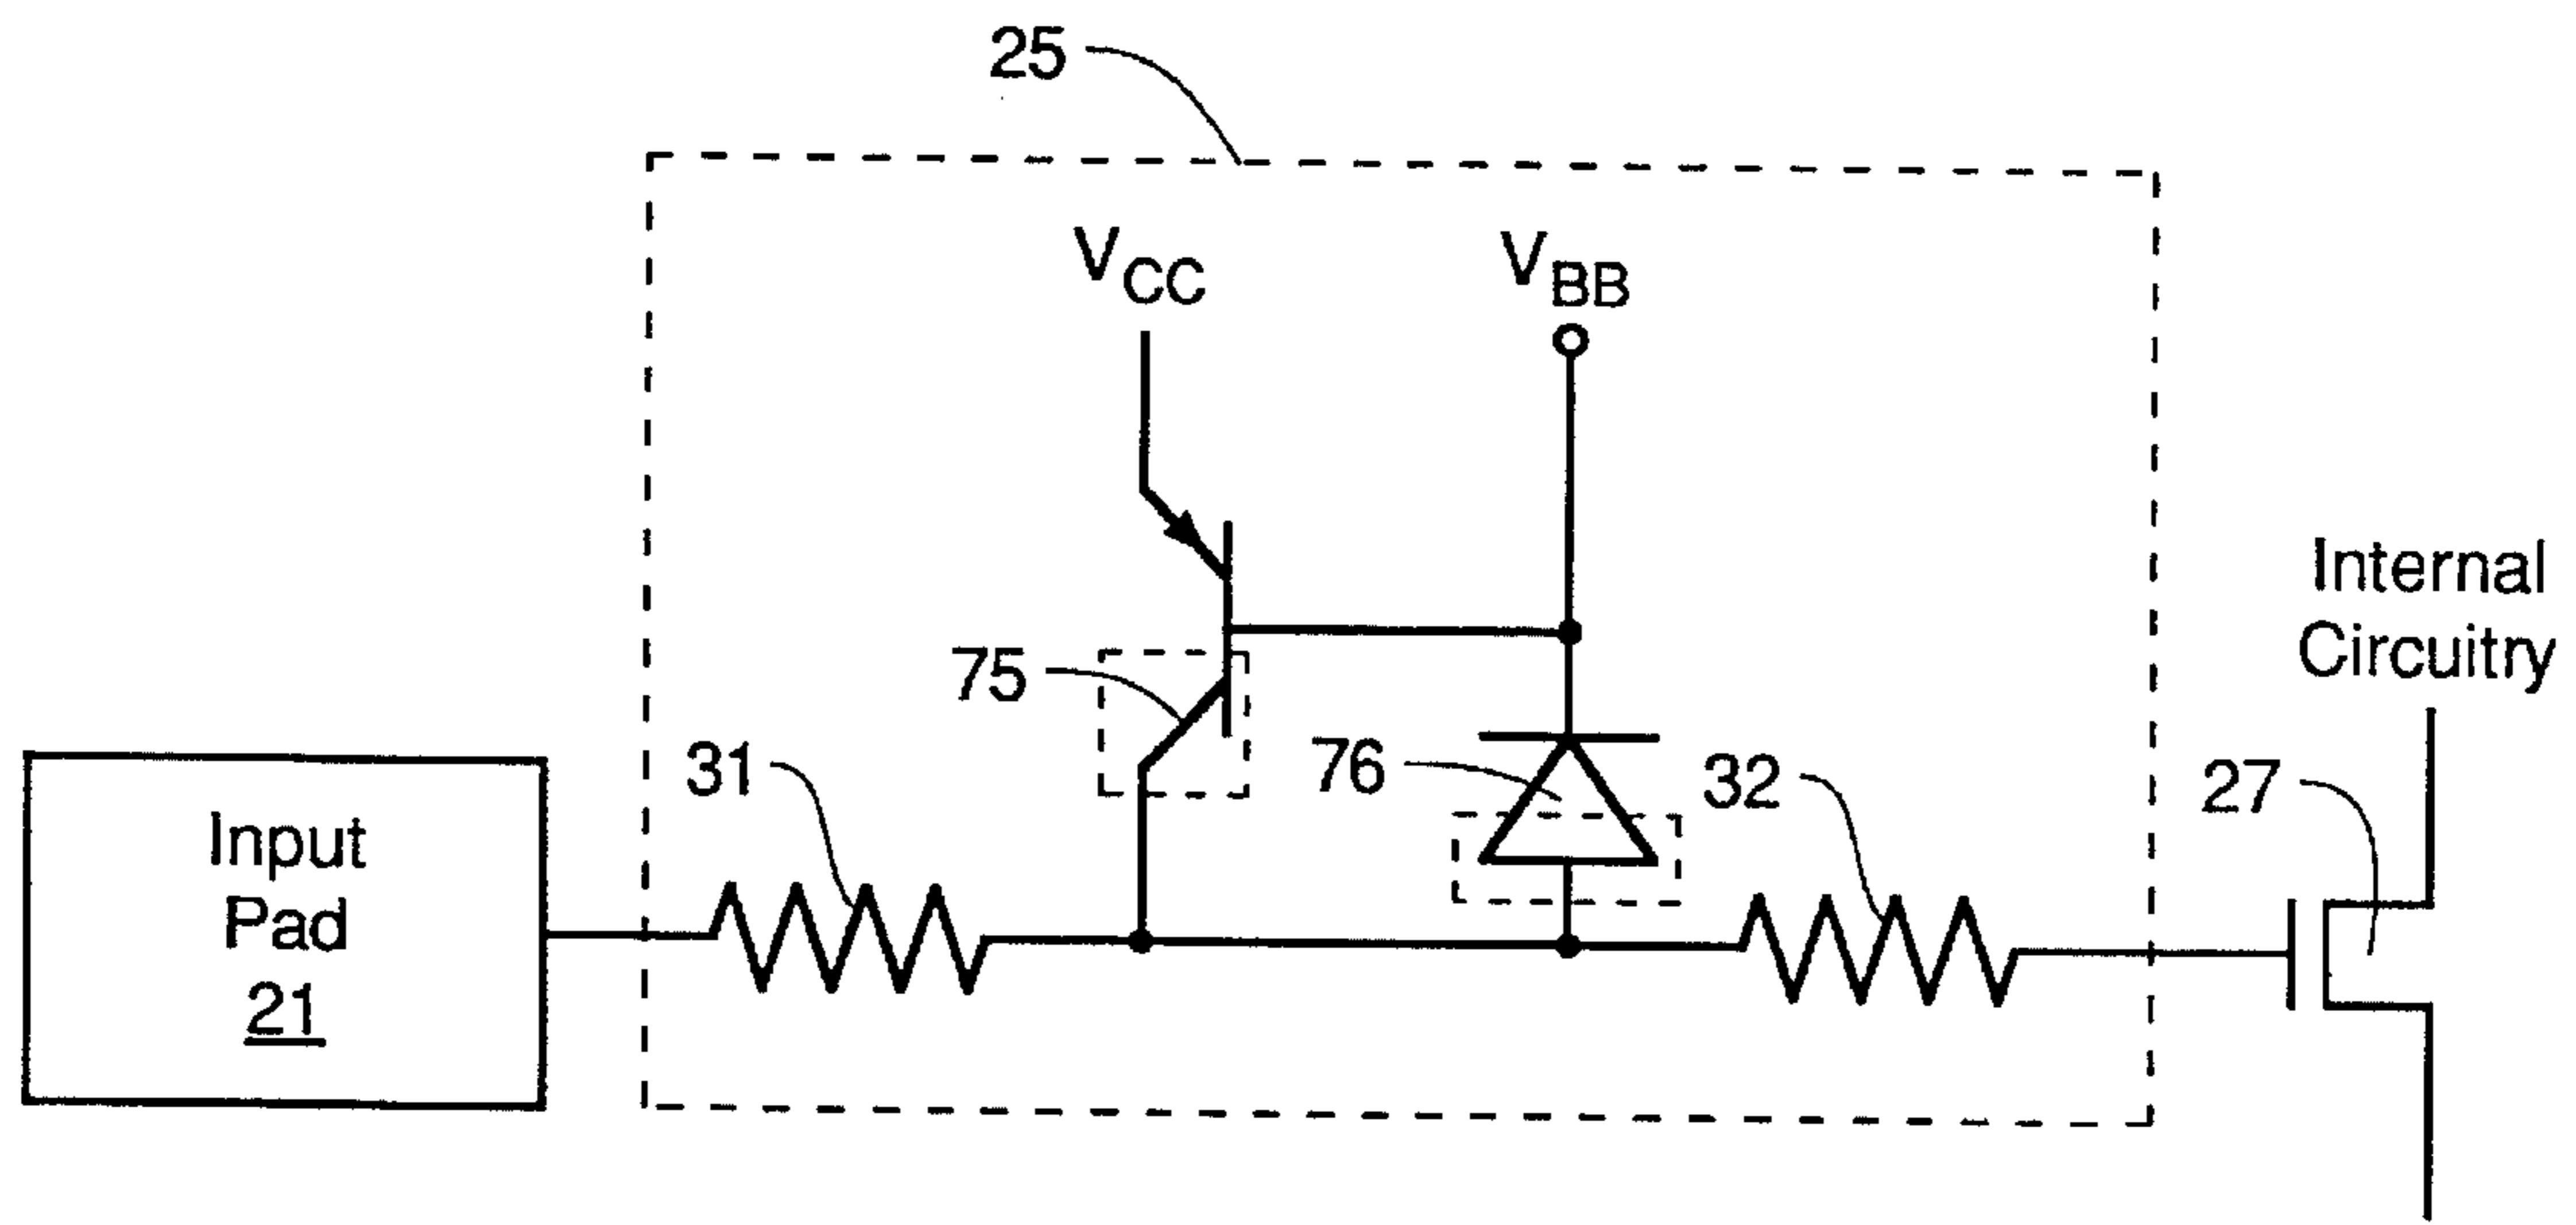 25
VCC
VBB
Internal
Circuitry
75
31
76
32
27
Input
Pad
21